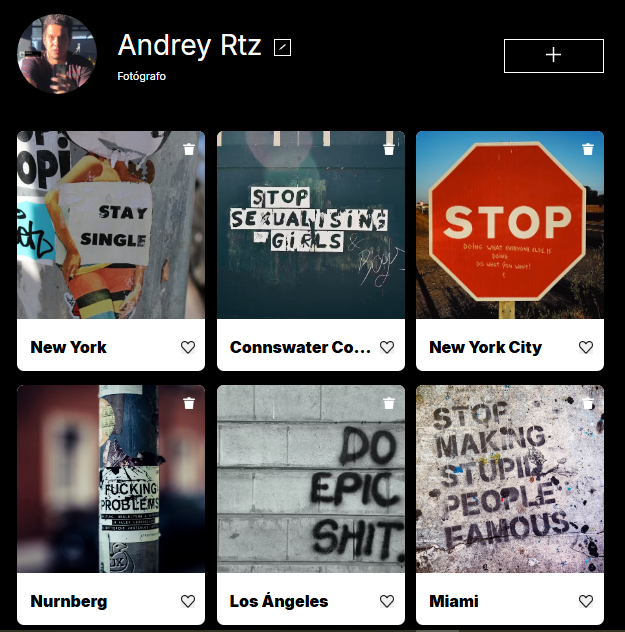 Andrey Rtz
Fotógrafo
OPI
STAY
SINGLE
STOP
SEXUALISING
GIRLS
STOP
DOING WHAT EVERYONE ELSE IS
DOING
DO WHAT YOU WANT!
New York
Connswater Co...
New York City
FUCKING
PROBLEMS
DO
EPIC
SHIT.
STOP
MAKING
STUPID
PEOPLE
FAMOUS.
Nurnberg
Los Ángeles
Miami